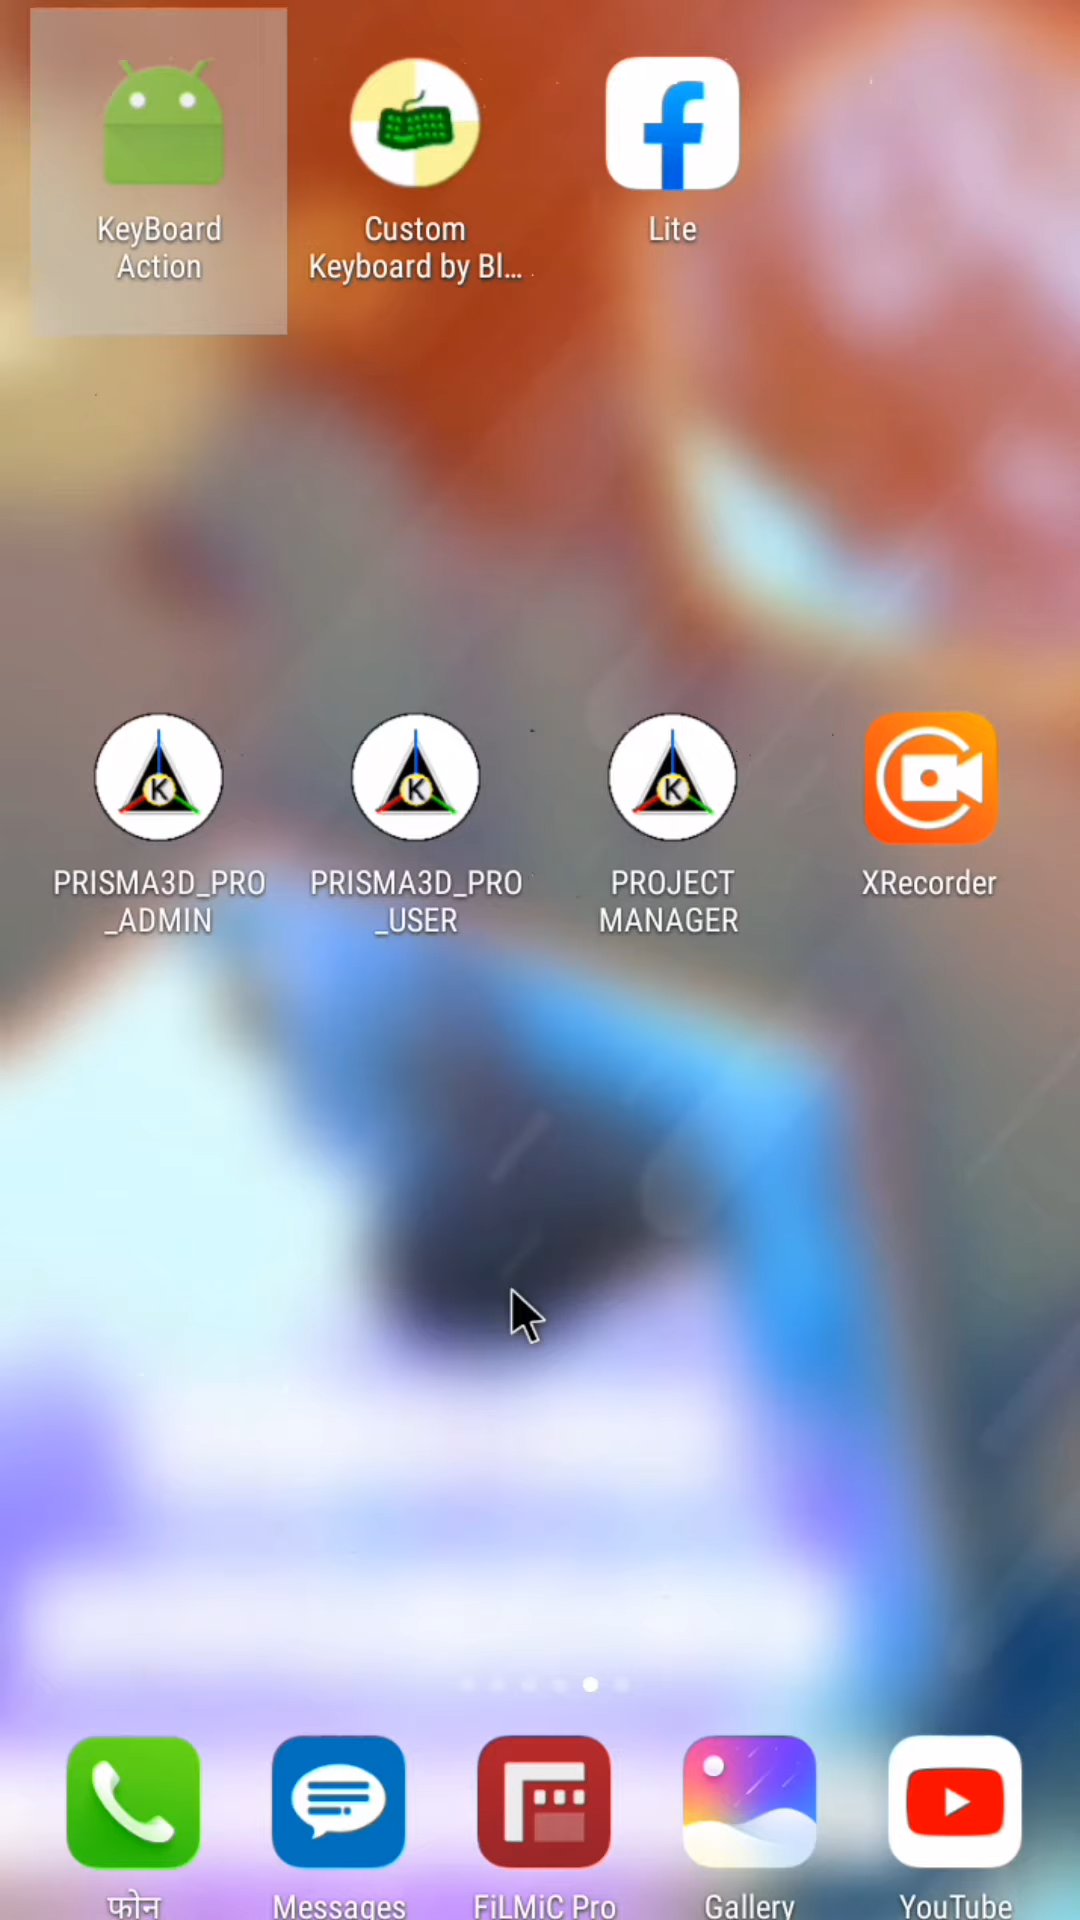 KeyBoard
Action
Custom
Keyboard by Bl...
Lite
PRISMA3D_PRO
_ADMIN
PRISMA3D_PRO
_USER
PROJECT
MANAGER
XRecorder
फोन
Messages
FiLMiC Pro
Gallery
YouTube